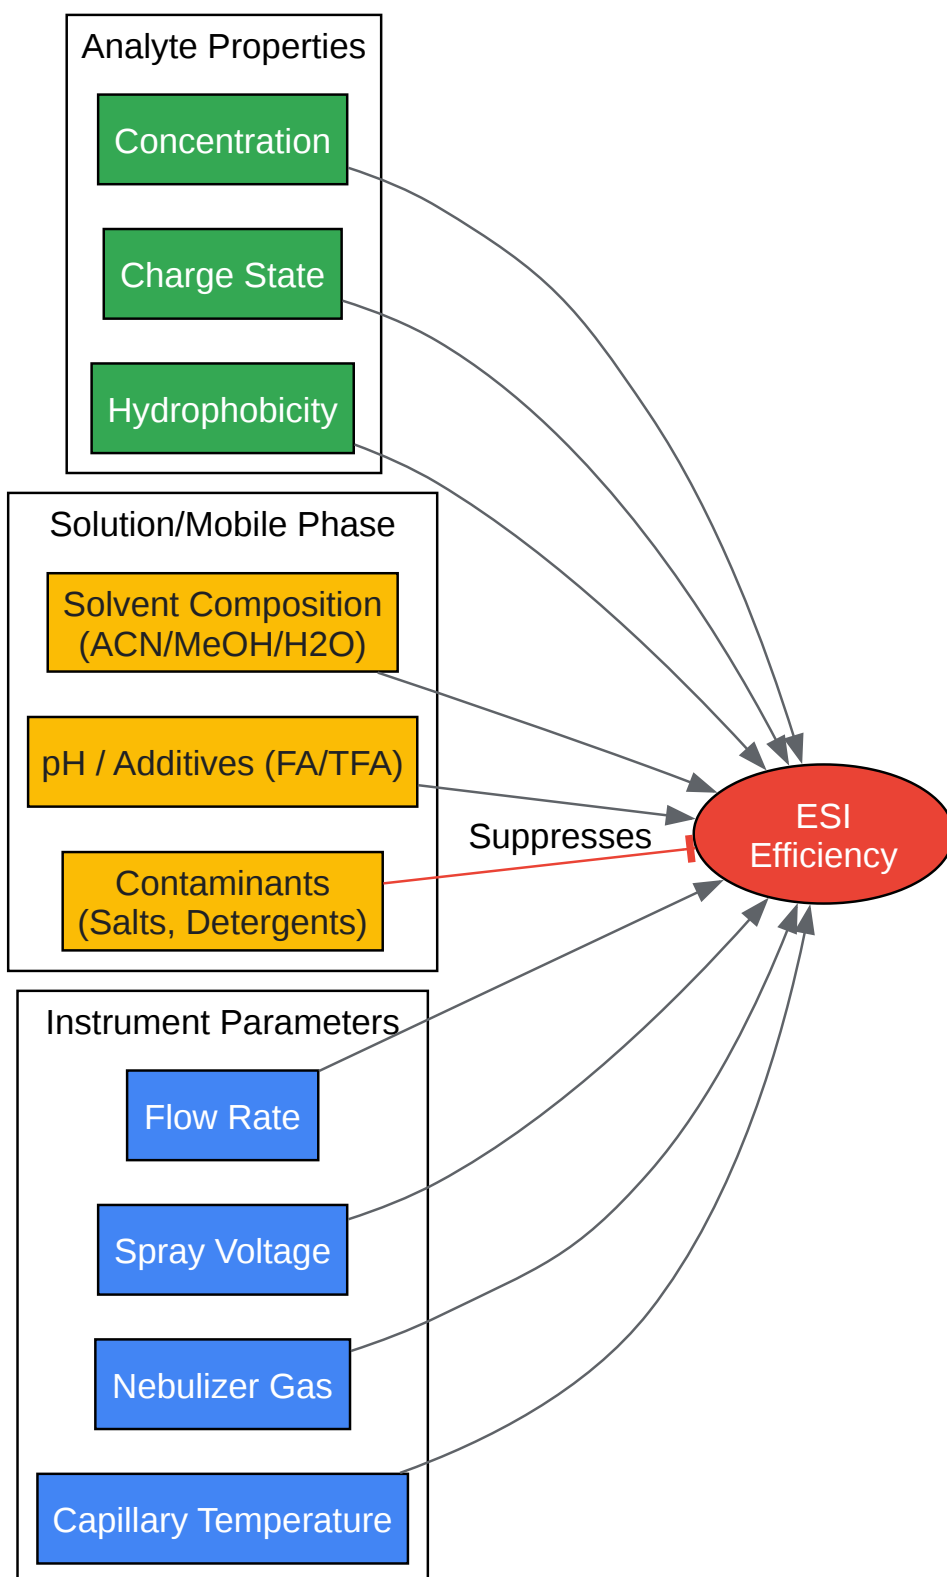 Analyte Properties
Concentration
Charge State
Hydrophobicity
Solution/Mobile Phase
Solvent Composition
(ACN/MeOH/H2O)
pH / Additives (FA/TFA)
Contaminants
(Salts, Detergents)
Suppresses
ESI
Efficiency
Instrument Parameters
Flow Rate
Spray Voltage
Nebulizer Gas
Capillary Temperature